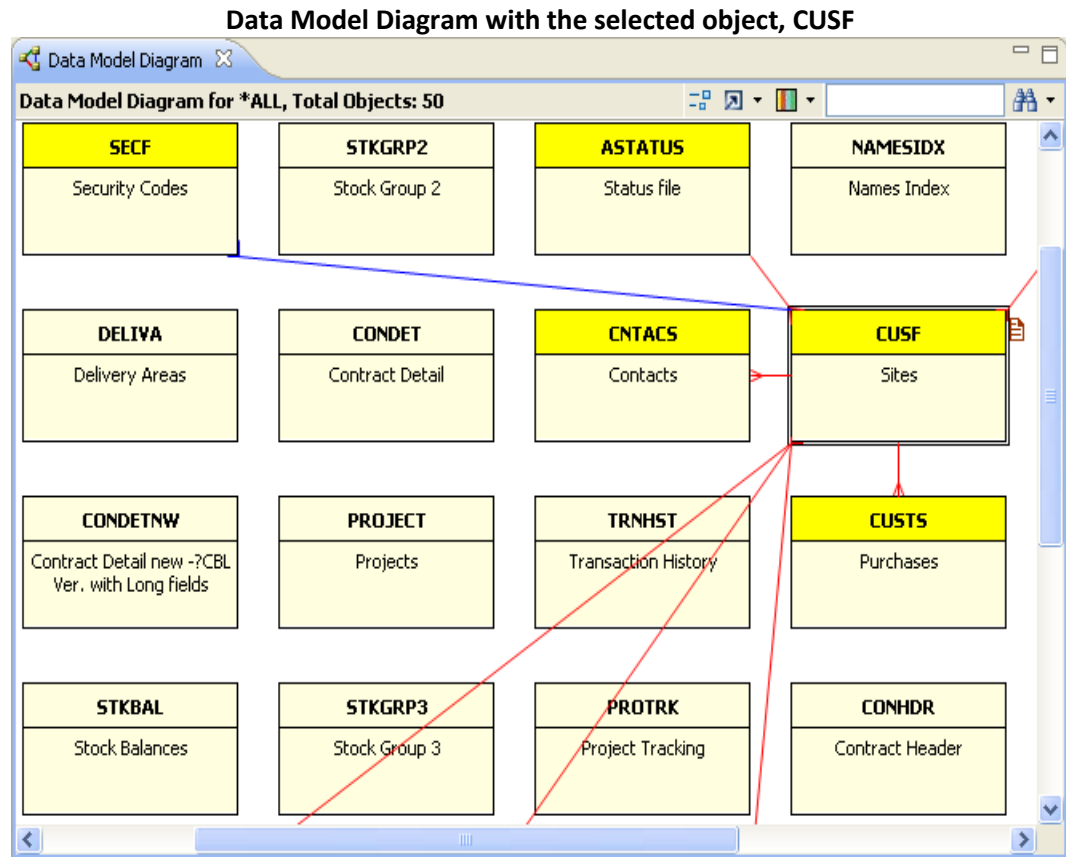 Data Model Diagram with the selected object, CUSF
Data Model Diagram
Data Model Diagram for *ALL, Total Objects: 50
SECF
Security Codes
STKGRP2
Stock Group 2
ASTATUS
Status file
NAMESIDX
Names Index
DELIVA
Delivery Areas
CONDET
Contract Detail
CNTACS
Contacts
CUSF
Sites
CONDETNW
Contract Detail new -?CBL
Ver. with Long fields
PROJECT
Projects
TRNHST
Transaction History
CUSTS
Purchases
STKBAL
Stock Balances
STKGRP3
Stock Group 3
PROTRK
Project Tracking
CONHDR
Contract Header